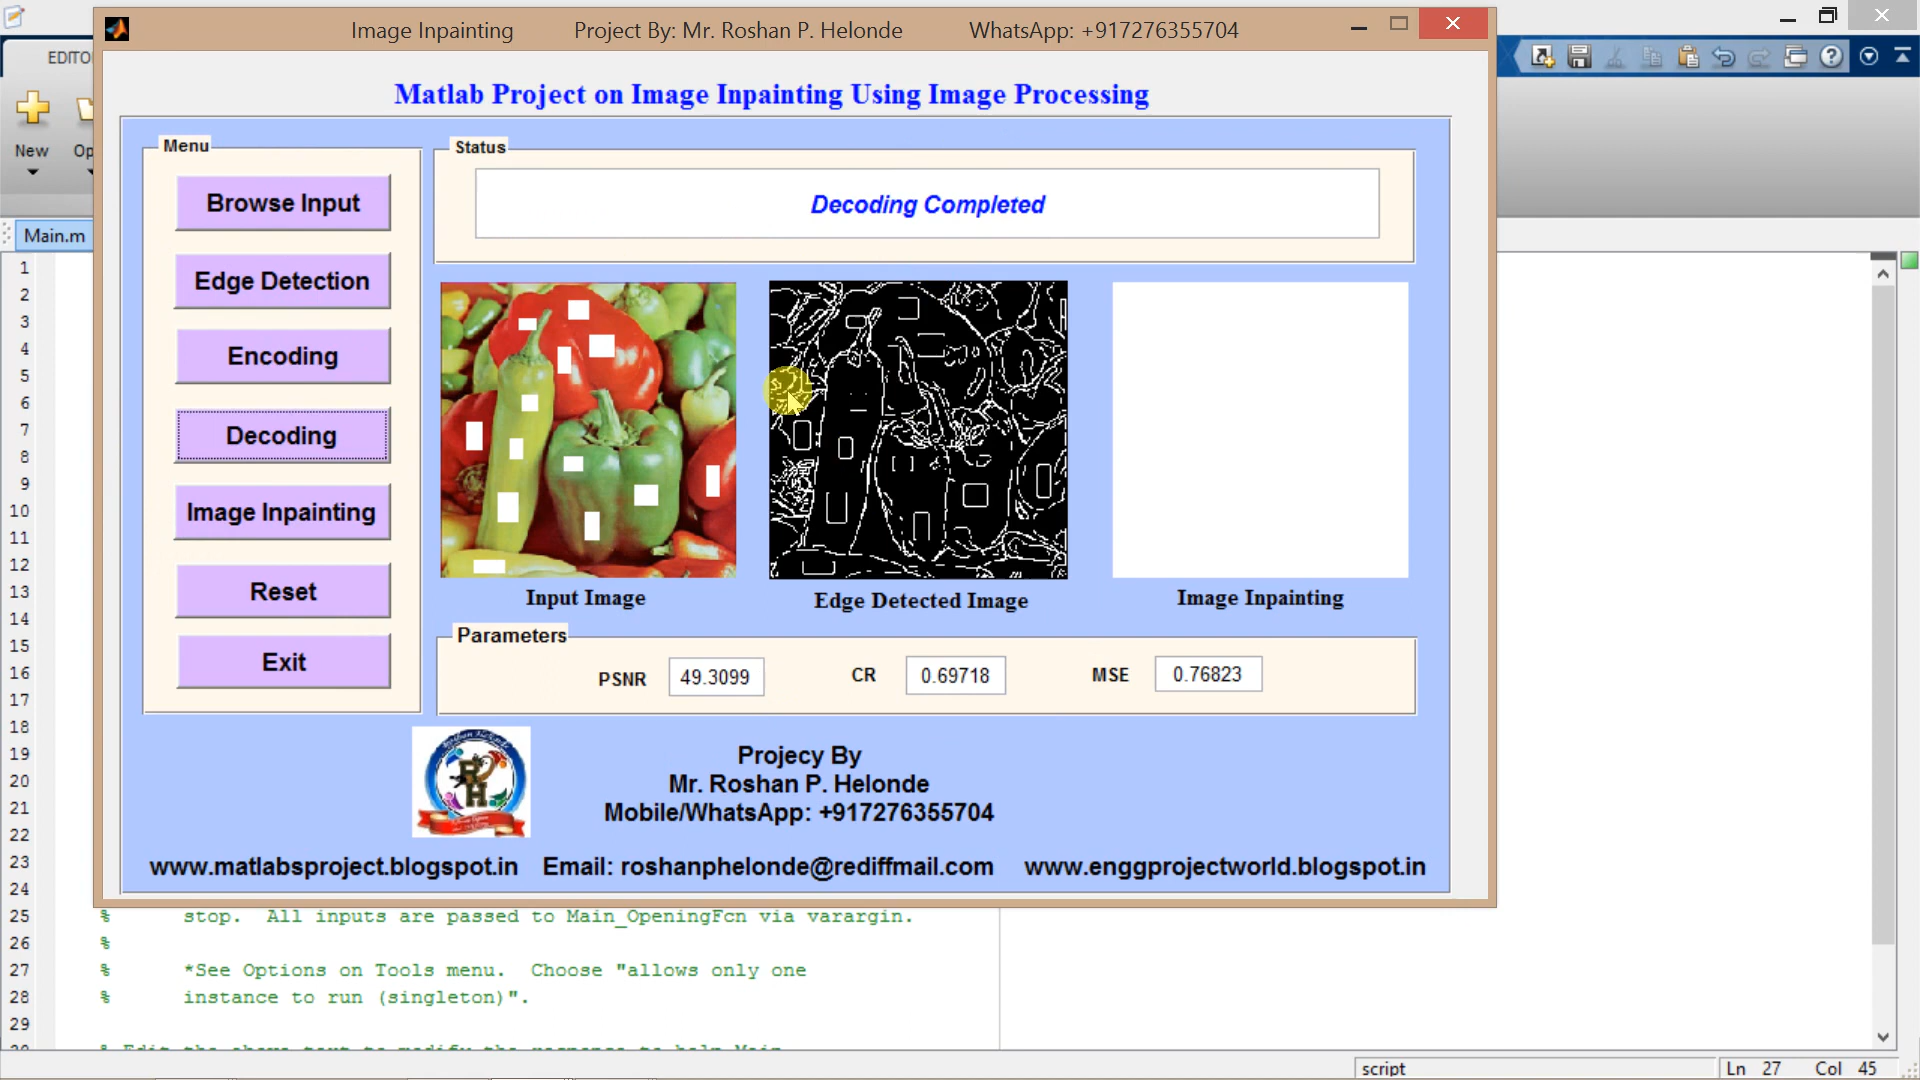 Image Inpainting Project By: Mr. Roshan P. Helonde WhatsApp: +917276355704
EDITO
New
Op
Main.m
Matlab Project on Image Inpainting Using Image Processing
Menu
Browse Input
Edge Detection
Encoding
Decoding
Image Inpainting
Reset
Exit
Status
Decoding Completed
Input Image
Edge Detected Image
Image Inpainting
Parameters
PSNR 49.3099 CR 0.69718 MSE 0.76823
Projecy By
Mr. Roshan P. Helonde
Mobile/WhatsApp: +917276355704
www.matlabsproject.blogspot.in Email: roshanphelonde@rediffmail.com www.enggprojectworld.blogspot.in
1
2
3
4
5
6
7
8
9
10
11
12
13
14
15
16
17
18
19
20
21
22
23
24
25 % stop. All inputs are passed to Main_OpeningFcn via varargin.
26 %
27 % *See Options on Tools menu. Choose "allows only one
28 % instance to run (singleton)".
29
script Ln 27 Col 45